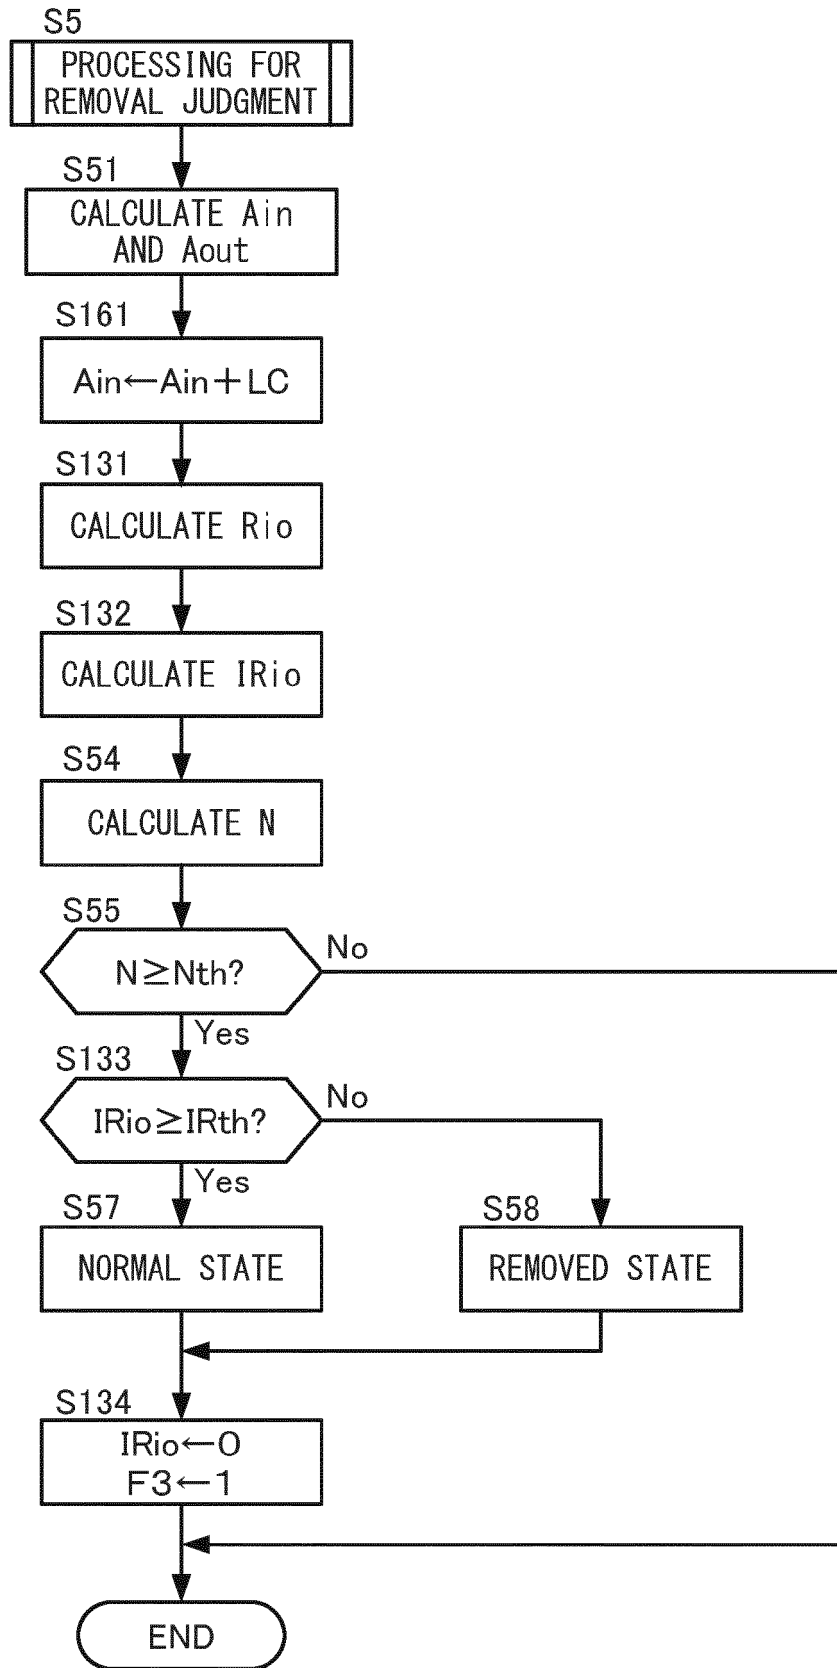 S5
PROCESSING FOR
REMOVAL JUDGMENT
S51
CALCULATE Ain
AND Aout
S161
Ain←Ain+LC
S131
CALCULATE Rio
S132
CALCULATE IRio
S54
CALCULATE N
S55
N≥Nth?
No
Yes
S133
IRio≥IRth?
No
Yes
S57
NORMAL STATE
S58
REMOVED STATE
S134
IRio←0
F3←1
END